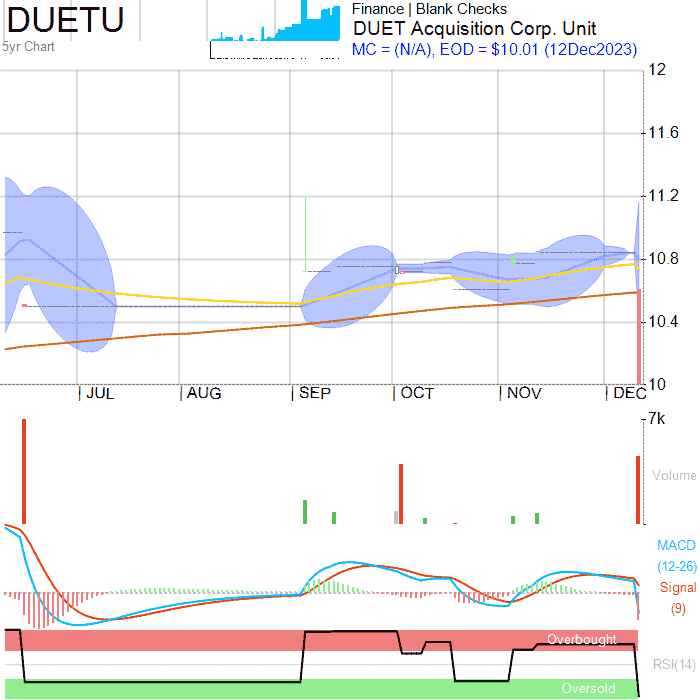 DUETU
5yr Chart
Finance | Blank Checks
DUET Acquisition Corp. Unit
MC = (N/A), EOD = $10.01 (12Dec2023)
12
11.6
11.2
10.8
10.4
10
JUL
AUG
SEP
OCT
NOV
DEC
7k
Volume
MACD
(12-26)
Signal
(9)
Overbought
RSI(14)
Oversold